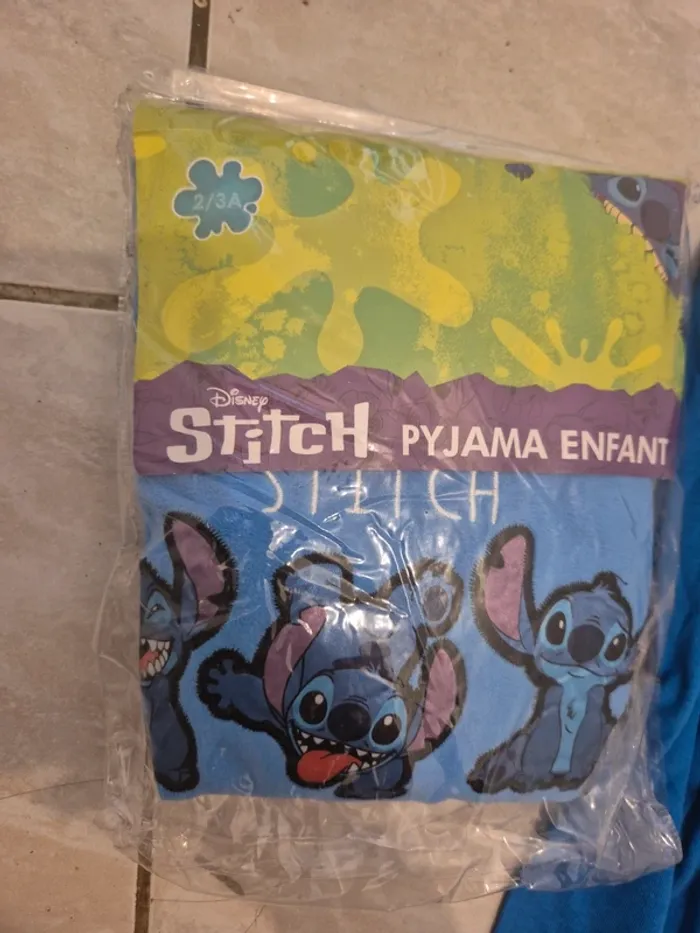 2/3A
Disney
Stitch PYJAMA ENFANT
STITCH